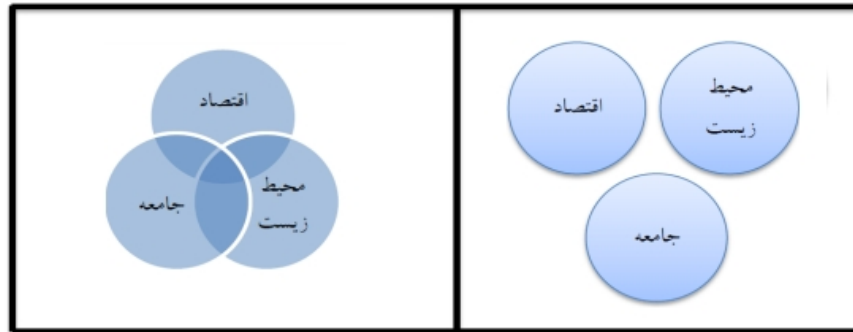 محیط
زیست
اقتصاد
جامعه
اقتصاد
محیط
زیست
جامعه